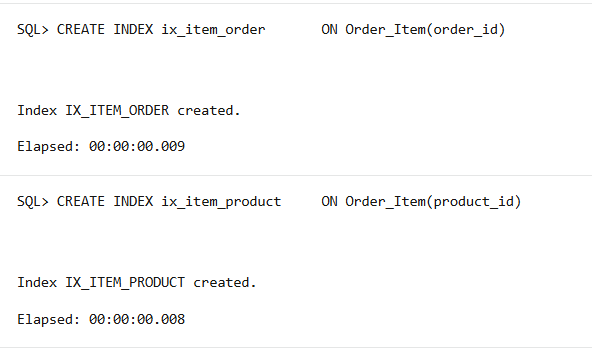 SQL> CREATE INDEX ix_item_order       ON Order_Item(order_id)
Index IX_ITEM_ORDER created.
Elapsed: 00:00:00.009
SQL> CREATE INDEX ix_item_product     ON Order_Item(product_id)
Index IX_ITEM_PRODUCT created.
Elapsed: 00:00:00.008